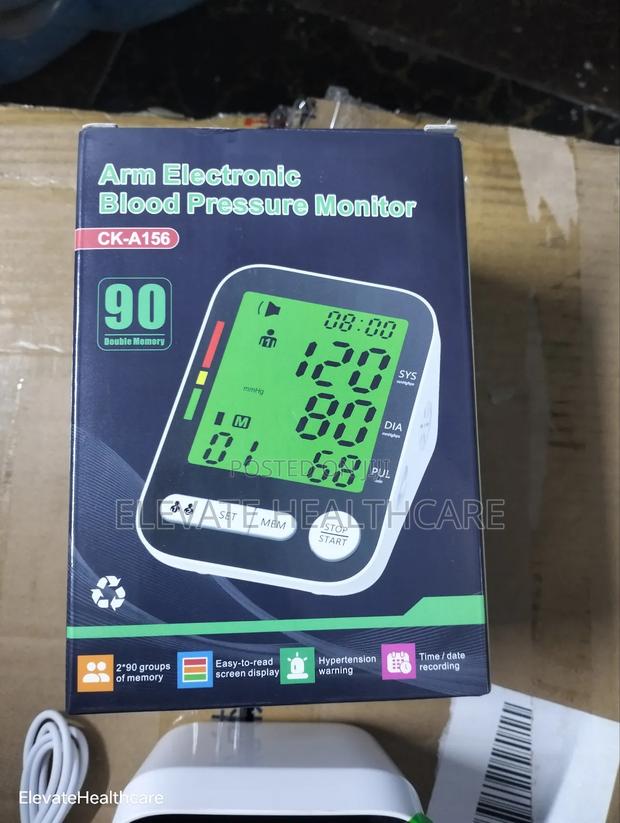 Arm Electronic
Blood Pressure Monitor
CK-A156
90
Double Memory
08:00
120
SYS
mmHg
80
DIA
M
01
68
PUL
SET
MEM
STOP
START
POSTED ON JIJI
ELEVATE HEALTHCARE
2*90 groups
of memory
Easy-to-read
screen display
Hypertension
warning
Time / date
recording
ElevateHealthcare